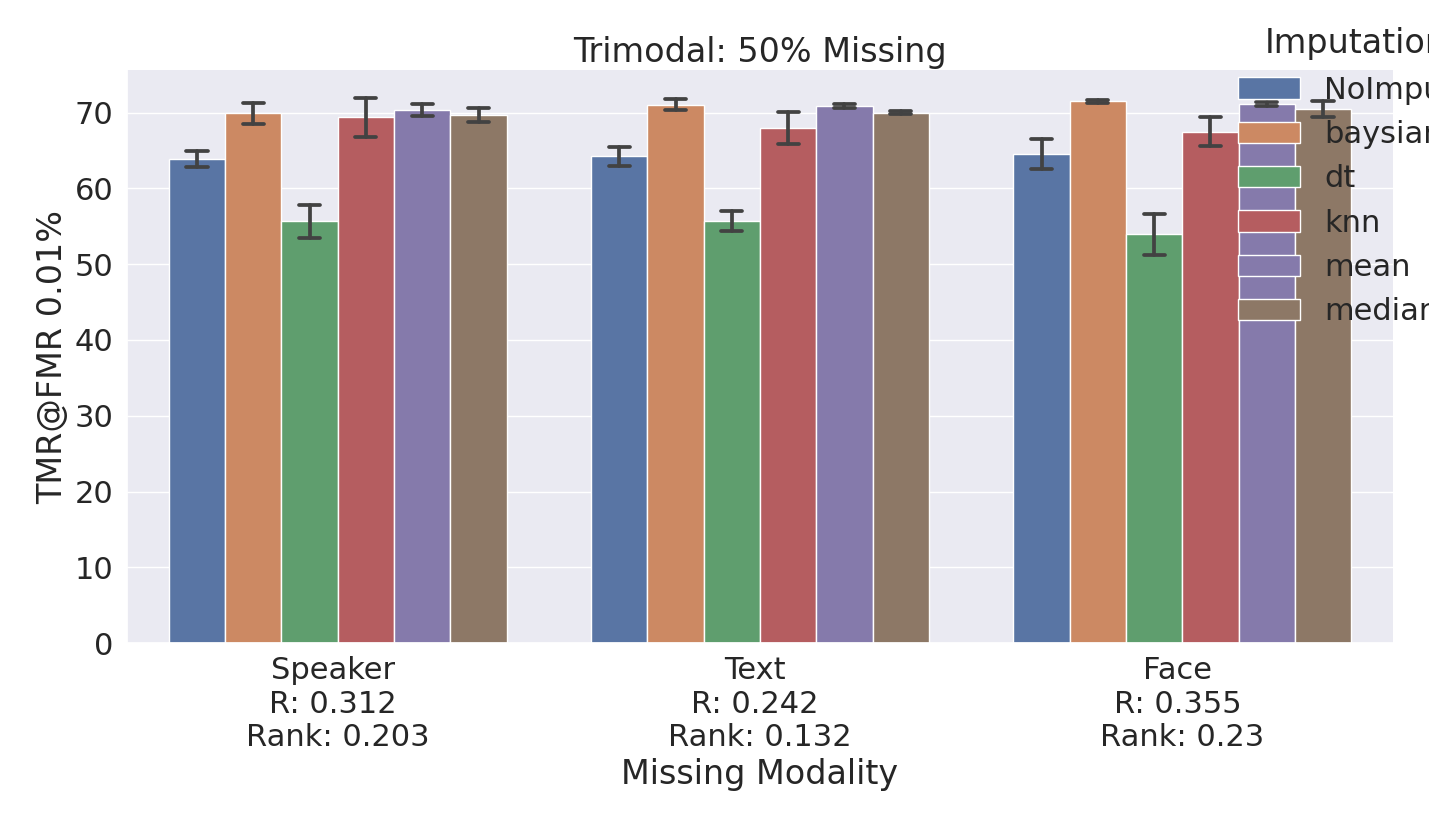 Trimodal: 50% Missing
Imputation
NoImpu
baysian
dt
knn
mean
median
TMR@FMR 0.01%
70
60
50
40
30
20
10
0
Speaker
R: 0.312
Rank: 0.203
Text
R: 0.242
Rank: 0.132
Face
R: 0.355
Rank: 0.23
Missing Modality